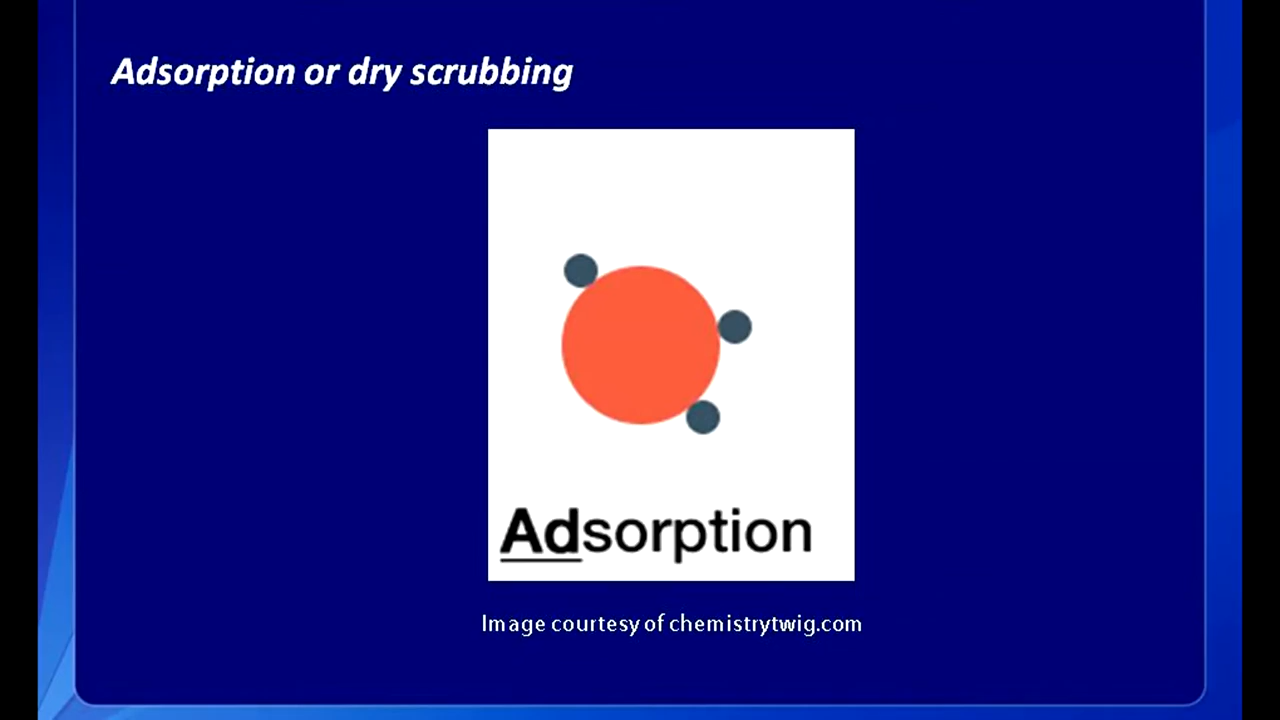 Adsorption or dry scrubbing
Adsorption
Image courtesy of chemistrytwig.com